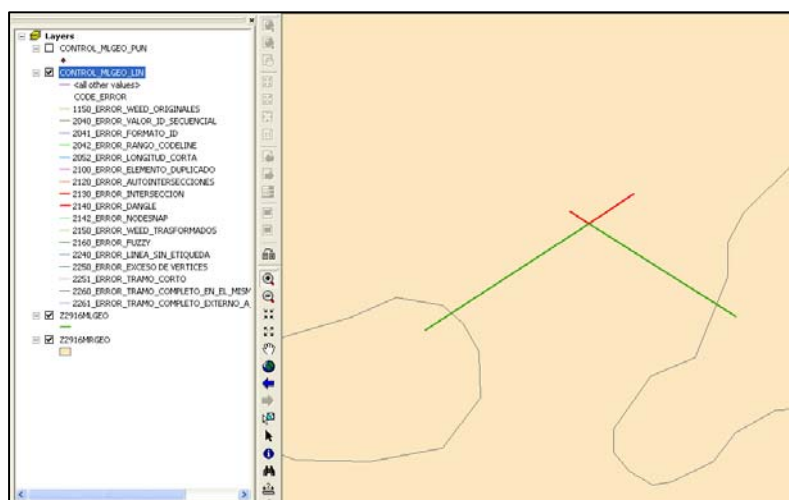 Layers
CONTROL_MLGEO_PUN
CONTROL_MLGEO_LIN
<all other values>
CODE_ERROR
1150_ERROR_WEED_ORIGINALES
2040_ERROR_VALOR_ID_SECUENCIAL
2041_ERROR_FORMATO_ID
2042_ERROR_RANGO_CODELINE
2052_ERROR_LONGITUD_CORTA
2100_ERROR_ELEMENTO_DUPLICADO
2120_ERROR_AUTOINTERSECCIONES
2130_ERROR_INTERSECCION
2140_ERROR_DANGLE
2142_ERROR_NODESNAP
2150_ERROR_WEED_TRASFORMADOS
2160_ERROR_FUZZY
2240_ERROR_LINEA_SIN_ETIQUEDA
2250_ERROR_EXCESO_DE_VERTICES
2251_ERROR_TRAMO_CORTO
2260_ERROR_TRAMO_COMPLETO_EN_EL_MISM
2261_ERROR_TRAMO_COMPLETO_EXTERNO_A_
Z2916MLGEO
Z2916MRGEO